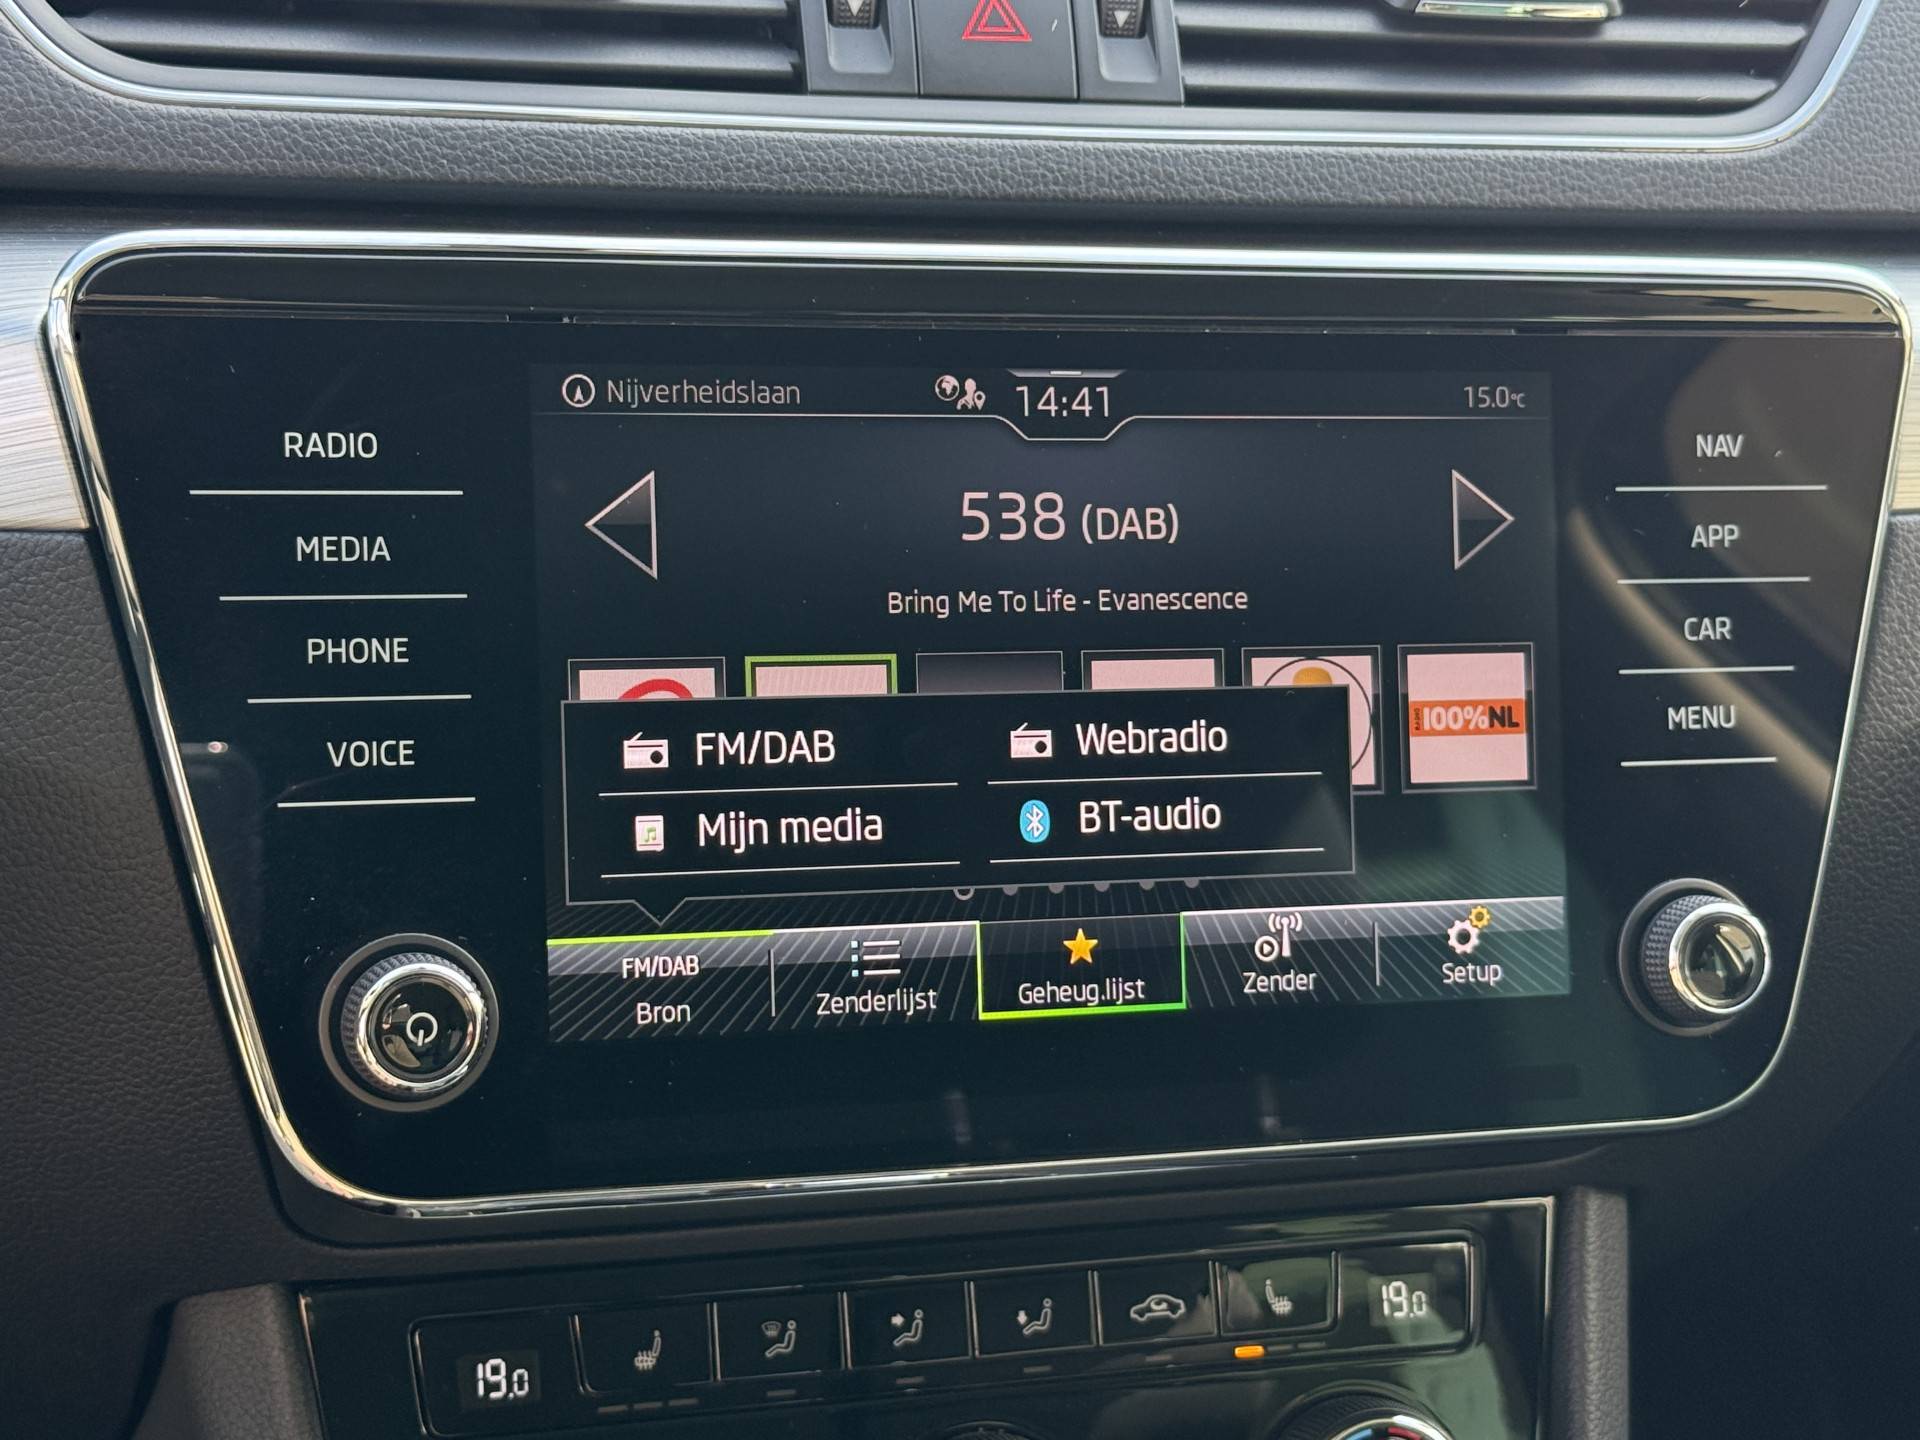 Nijverheidslaan
14:41
15.0°C
RADIO
MEDIA
PHONE
VOICE
538 (DAB)
Bring Me To Life - Evanescence
100%NL
FM/DAB
Webradio
Mijn media
BT-audio
FM/DAB
Bron
Zenderlijst
Geheug.lijst
Zender
Setup
NAV
APP
CAR
MENU
19.0
19.0